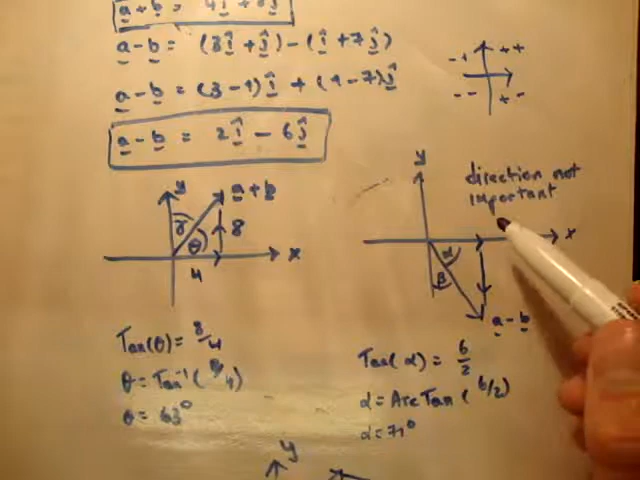 a + b = 4î + 8ĵ
a - b = (3î + ĵ) - (î + 7ĵ)
a - b = (3 - 1)î + (1 - 7)ĵ
a - b = 2î - 6ĵ
- +
+ +
- -
+ -
y
a + b
γ
θ
8
x
4
y
direction not
important
x
α
β
a - b
Tan(θ) = 8/4
θ = Tan⁻¹(8/4)
θ = 63°
Tan(α) = 6/2
α = ArcTan(6/2)
α = 71°
y